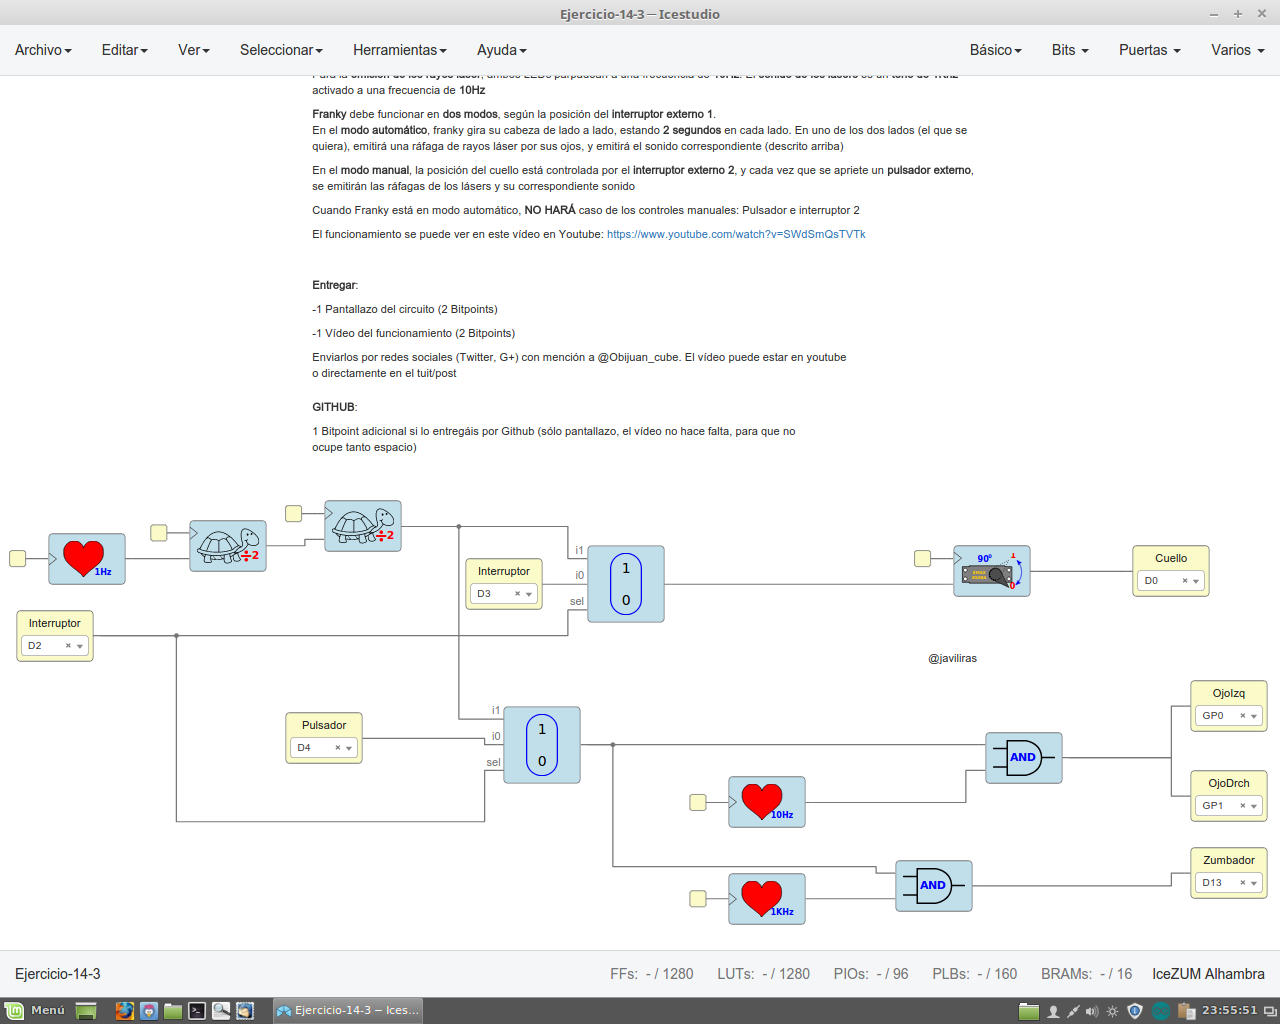 Ejercicio-14-3 ─ Icestudio
Archivo Editar Ver Seleccionar Herramientas Ayuda Básico Bits Puertas Varios
Para la emisión de los rayos láser, ambos LEDs parpadean a una frecuencia de 10Hz. El sonido de los lásers es un tono de 1KHz
activado a una frecuencia de 10Hz
Franky debe funcionar en dos modos, según la posición del interruptor externo 1.
En el modo automático, franky gira su cabeza de lado a lado, estando 2 segundos en cada lado. En uno de los dos lados (el que se
quiera), emitirá una ráfaga de rayos láser por sus ojos, y emitirá el sonido correspondiente (descrito arriba)
En el modo manual, la posición del cuello está controlada por el interruptor externo 2, y cada vez que se apriete un pulsador externo,
se emitirán las ráfagas de los lásers y su correspondiente sonido
Cuando Franky está en modo automático, NO HARÁ caso de los controles manuales: Pulsador e interruptor 2
El funcionamiento se puede ver en este vídeo en Youtube: https://www.youtube.com/watch?v=SWdSmQsTVTk
Entregar:
-1 Pantallazo del circuito (2 Bitpoints)
-1 Vídeo del funcionamiento (2 Bitpoints)
Enviarlos por redes sociales (Twitter, G+) con mención a @Obijuan_cube. El vídeo puede estar en youtube
o directamente en el tuit/post
GITHUB:
1 Bitpoint adicional si lo entregáis por Github (sólo pantallazo, el vídeo no hace falta, para que no
ocupe tanto espacio)
1Hz
÷2
÷2
Interruptor
D3
i1
i0
sel
1
0
90º
1
0
Cuello
D0
Interruptor
D2
@javiliras
Pulsador
D4
i1
i0
sel
1
0
10Hz
AND
OjoIzq
GP0
OjoDrch
GP1
1KHz
AND
Zumbador
D13
Ejercicio-14-3 FFs: - / 1280 LUTs: - / 1280 PIOs: - / 96 PLBs: - / 160 BRAMs: - / 16 IceZUM Alhambra
Menú Ejercicio-14-3 ─ Ices... 23:55:51